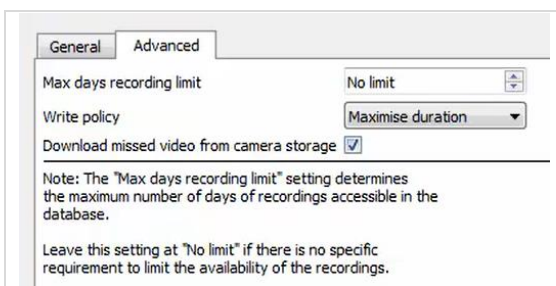 General Advanced
Max days recording limit No limit
Write policy Maximise duration
Download missed video from camera storage
Note: The "Max days recording limit" setting determines
the maximum number of days of recordings accessible in the
database.
Leave this setting at "No limit" if there is no specific
requirement to limit the availability of the recordings.